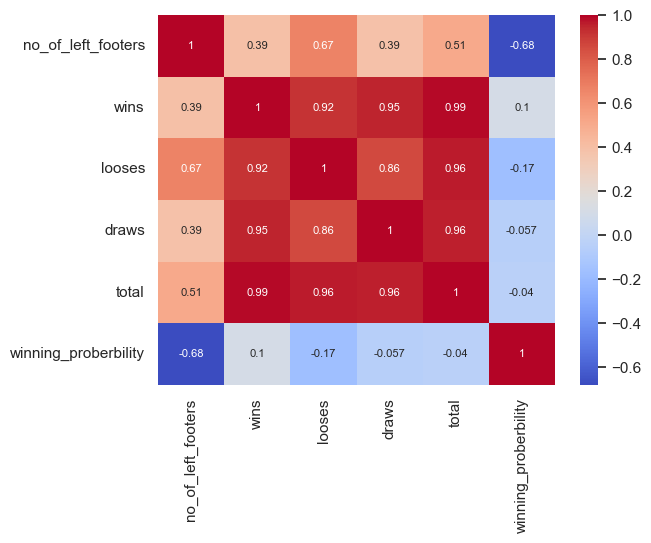 no_of_left_footers 1 0.39 0.67 0.39 0.51 -0.68
wins 0.39 1 0.92 0.95 0.99 0.1
looses 0.67 0.92 1 0.86 0.96 -0.17
draws 0.39 0.95 0.86 1 0.96 -0.057
total 0.51 0.99 0.96 0.96 1 -0.04
winning_proberbility -0.68 0.1 -0.17 -0.057 -0.04 1
no_of_left_footers
wins
looses
draws
total
winning_proberbility
1.0
0.8
0.6
0.4
0.2
0.0
−0.2
−0.4
−0.6